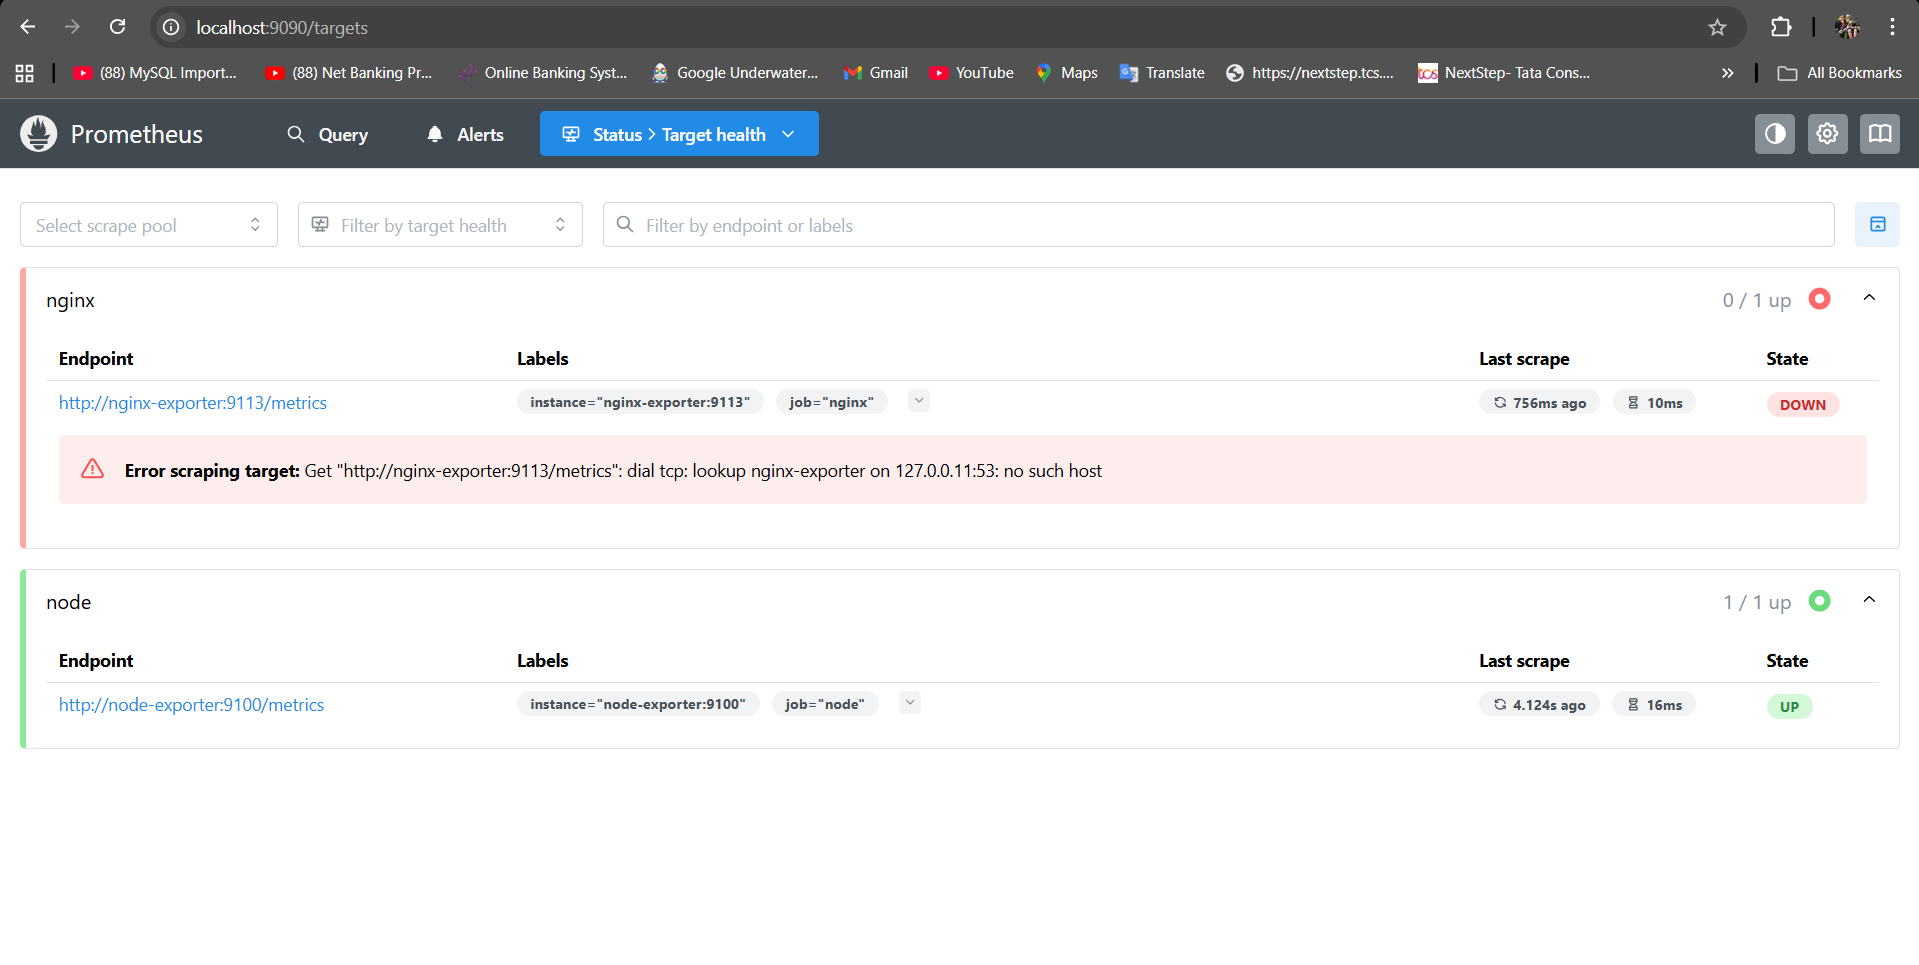 localhost:9090/targets
(88) MySQL Import...
(88) Net Banking Pr...
Online Banking Syst...
Google Underwater...
Gmail
YouTube
Maps
Translate
https://nextstep.tcs....
tcs
NextStep- Tata Cons...
All Bookmarks
Prometheus
Query
Alerts
Status > Target health
Select scrape pool
Filter by target health
Filter by endpoint or labels
nginx
0 / 1 up
Endpoint Labels Last scrape State
http://nginx-exporter:9113/metrics instance="nginx-exporter:9113" job="nginx" 756ms ago 10ms DOWN
Error scraping target: Get "http://nginx-exporter:9113/metrics": dial tcp: lookup nginx-exporter on 127.0.0.11:53: no such host
node
1 / 1 up
Endpoint Labels Last scrape State
http://node-exporter:9100/metrics instance="node-exporter:9100" job="node" 4.124s ago 16ms UP